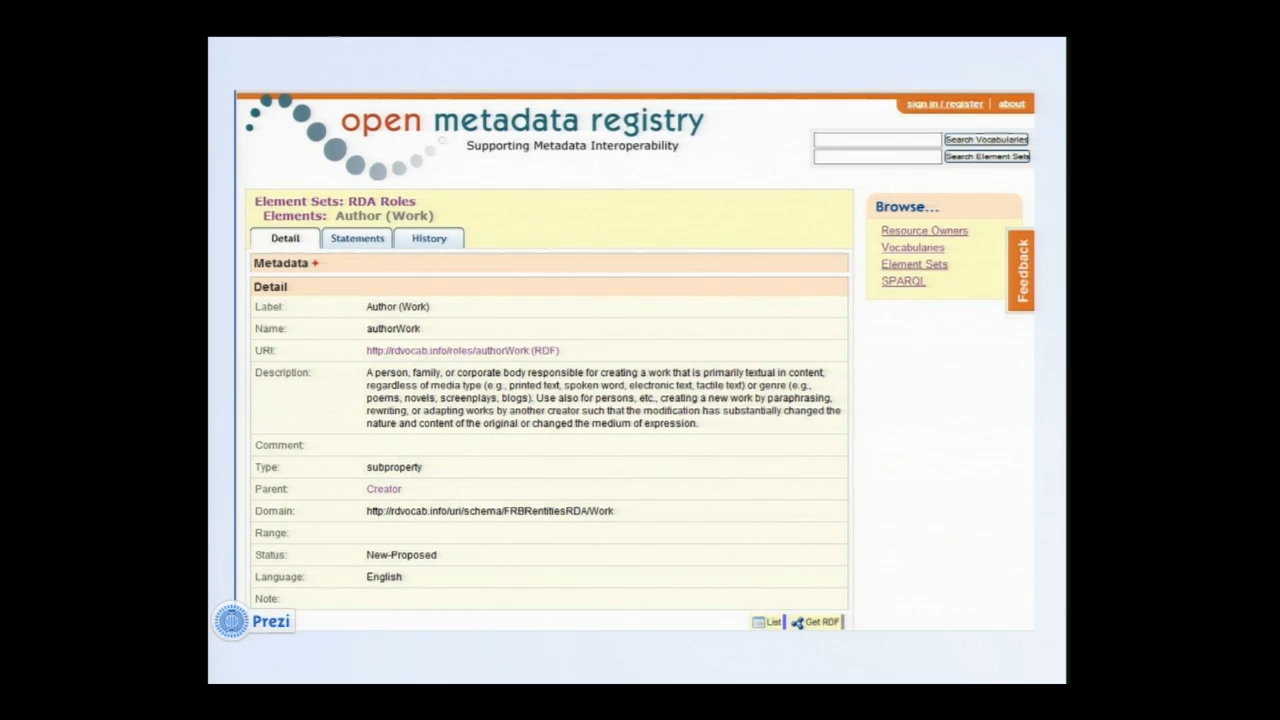 sign in / register | about
open metadata registry
Supporting Metadata Interoperability
Search Vocabularies
Search Element Sets
Element Sets: RDA Roles
Elements: Author (Work)
Detail
Statements
History
Metadata +
Detail
Label: Author (Work)
Name: authorWork
URI: http://rdvocab.info/roles/authorWork (RDF)
Description: A person, family, or corporate body responsible for creating a work that is primarily textual in content,
regardless of media type (e.g., printed text, spoken word, electronic text, tactile text) or genre (e.g.,
poems, novels, screenplays, blogs). Use also for persons, etc., creating a new work by paraphrasing,
rewriting, or adapting works by another creator such that the modification has substantially changed the
nature and content of the original or changed the medium of expression.
Comment:
Type: subproperty
Parent: Creator
Domain: http://rdvocab.info/uri/schema/FRBRentitiesRDA/Work
Range:
Status: New-Proposed
Language: English
Note:
List
Get RDF
Browse...
Resource Owners
Vocabularies
Element Sets
SPARQL
Feedback
Prezi